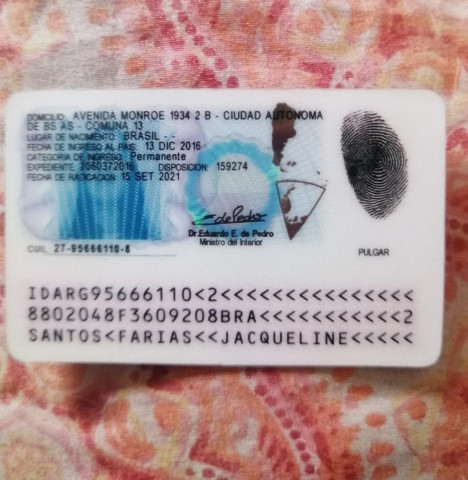 DOMICILIO: AVENIDA MONROE 1934 2 B - CIUDAD AUTONOMA
DE BS AS - COMUNA 13
LUGAR DE NACIMIENTO: BRASIL - -
FECHA DE INGRESO AL PAIS: 13 DIC 2016
CATEGORIA DE INGRESO: Permanente
EXPEDIENTE: 2060372016 DISPOSICION: 159274
FECHA DE RADICACION: 15 SET 2021
Dr. Eduardo E. de Pedro
Ministro del Interior
CUIL: 27-95666110-8
PULGAR
IDARG95666110<2<<<<<<<<<<<<<<<
8802048F3609208BRA<<<<<<<<<<<2
SANTOS<FARIAS<<JACQUELINE<<<<<